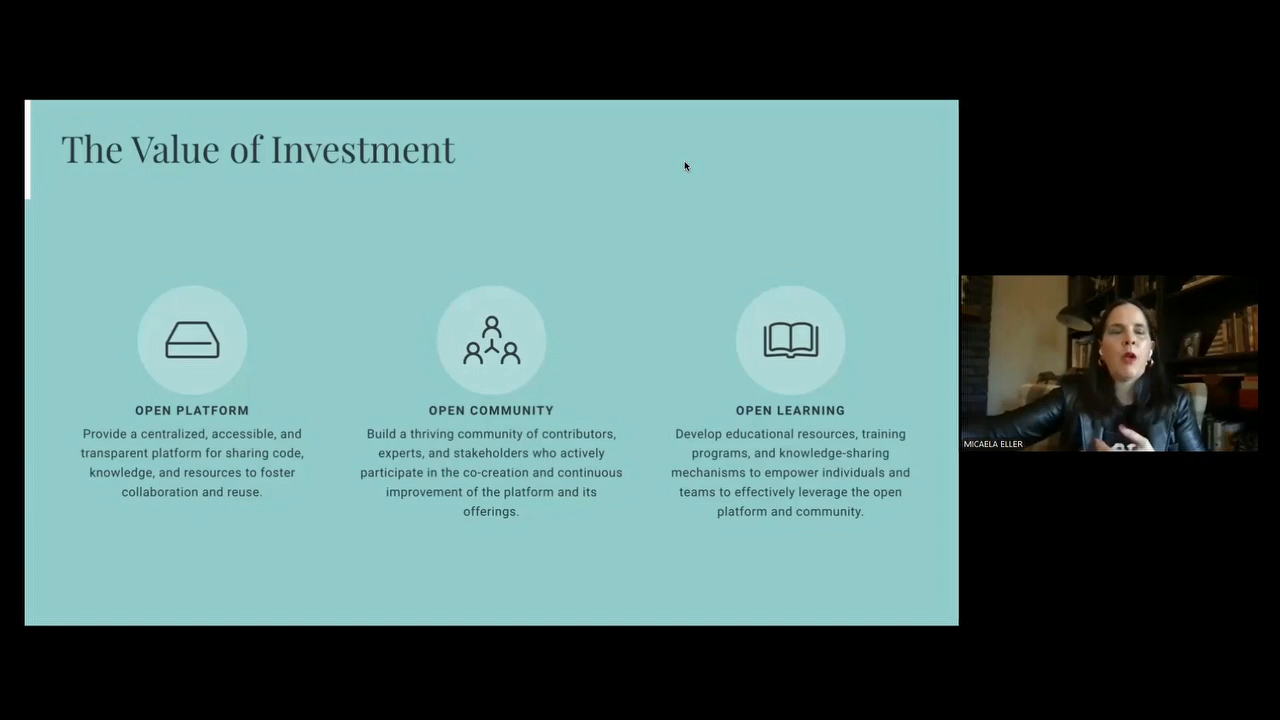 The Value of Investment
OPEN PLATFORM
Provide a centralized, accessible, and
transparent platform for sharing code,
knowledge, and resources to foster
collaboration and reuse.
OPEN COMMUNITY
Build a thriving community of contributors,
experts, and stakeholders who actively
participate in the co-creation and continuous
improvement of the platform and its
offerings.
OPEN LEARNING
Develop educational resources, training
programs, and knowledge-sharing
mechanisms to empower individuals and
teams to effectively leverage the open
platform and community.
MICAELA ELLER